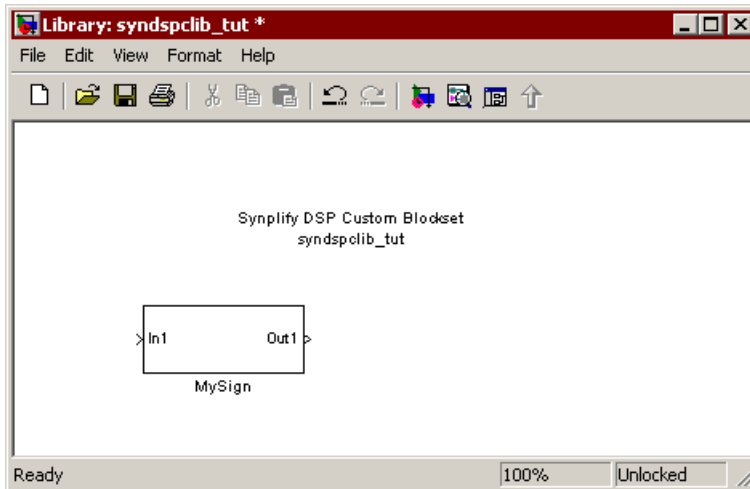 Library: syndspclib_tut *
File Edit View Format Help
Synplify DSP Custom Blockset
syndspclib_tut
In1 Out1
MySign
Ready 100% Unlocked